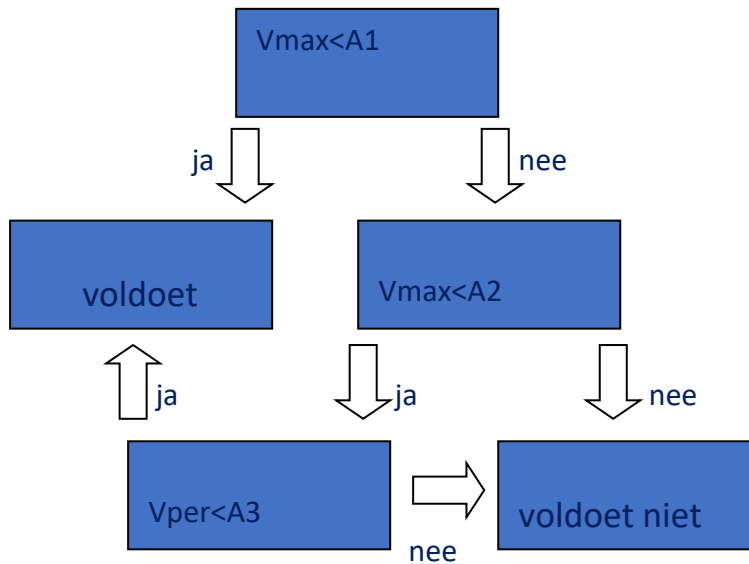 Vmax<A1
ja
nee
voldoet
Vmax<A2
ja
ja
nee
Vper<A3
voldoet niet
nee